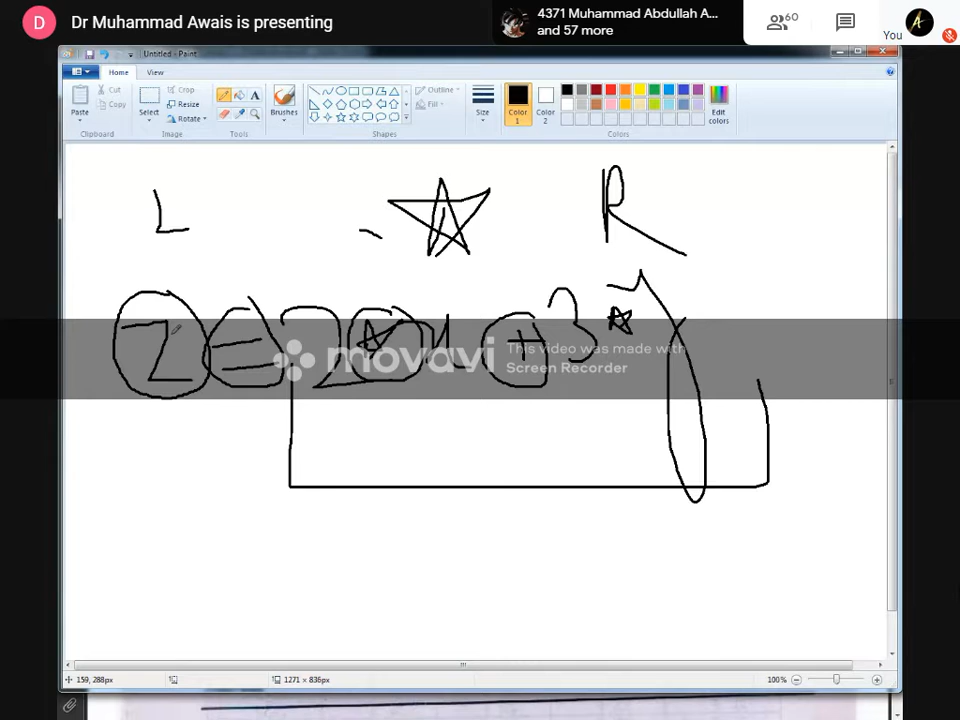 D Dr Muhammad Awais is presenting
4371 Muhammad Abdullah A...
and 57 more
60
You
A
Untitled - Paint
Home View
Paste
Cut
Copy
Select
Crop
Resize
Rotate
A
Brushes
Outline
Fill
Size
Color 1
Color 2
Edit colors
Clipboard Image Tools Shapes Colors
L R
Z = 2 * + 3 * y
movavi
This video was made with
Screen Recorder
159, 288px 1271 × 836px 100%